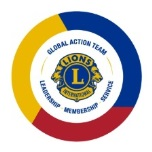 GLOBAL ACTION TEAM
LIONS
L
INTERNATIONAL
LEADERSHIP MEMBERSHIP SERVICE